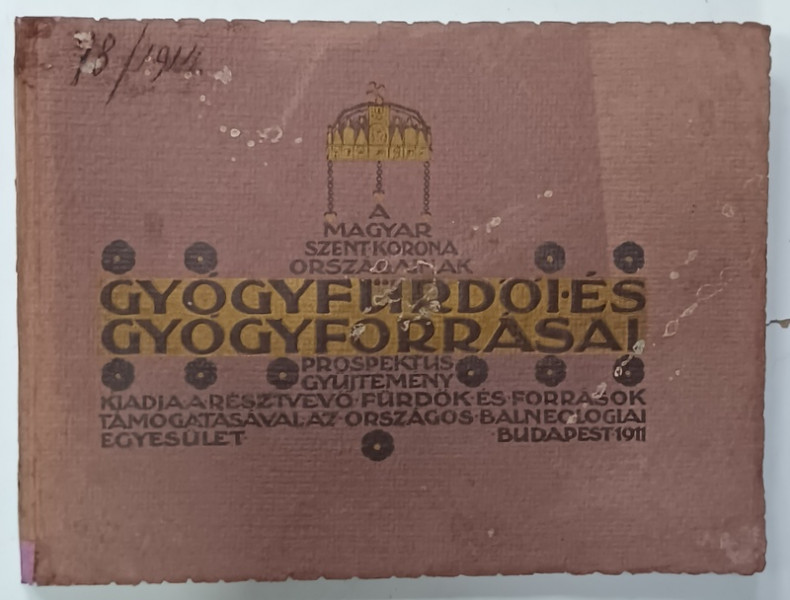 78/1914
A
MAGYAR
SZENT KORONA
ORSZÁGAINAK
GYÓGYFÜRDŐI·ÉS
GYÓGYFORRÁSAI
PROSPEKTUS
GYŰJTEMÉNY
KIADJA·A·RÉSZTVEVŐ·FÜRDŐK·ÉS·FORRÁSOK
TÁMOGATÁSÁVAL·AZ·ORSZÁGOS·BALNEOLOGIAI
EGYESÜLET· ·BUDAPEST·1911